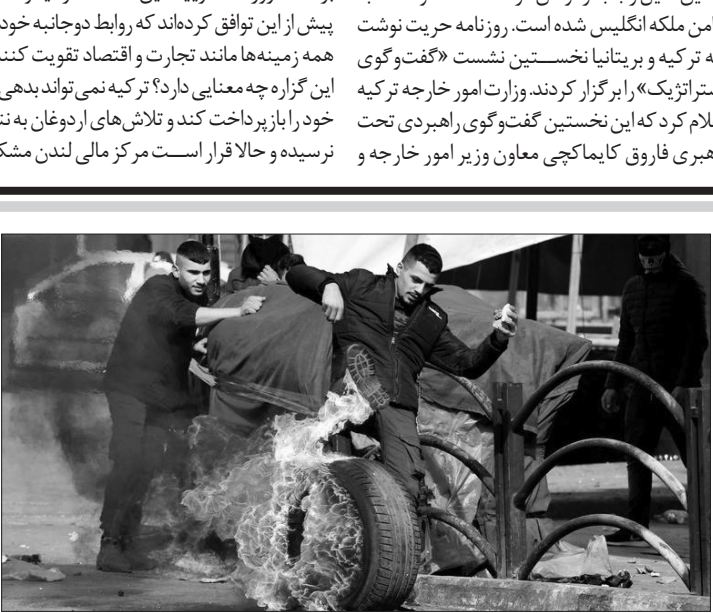 امن ملکه انگلیس شده است. روزنامه حریت نوشت
ترکیه و بریتانیا نخستین نشست «گفت‌وگوی
ستراتژیک» را برگزار کردند. وزارت امور خارجه ترکیه
لام کرد که این نخستین گفت‌وگوی راهبردی تحت
هبری فاروق کایماکچی معاون وزیر امور خارجه و
پیش از این توافق کرده‌اند که روابط دوجانبه خود
همه زمینه‌ها مانند تجارت و اقتصاد تقویت کنند
این گزاره چه معنایی دارد؟ ترکیه نمی‌تواند بدهی
خود را بازپرداخت کند و تلاش‌های اردوغان به نت
نرسیده و حالا قرار است مرکز مالی لندن مشک